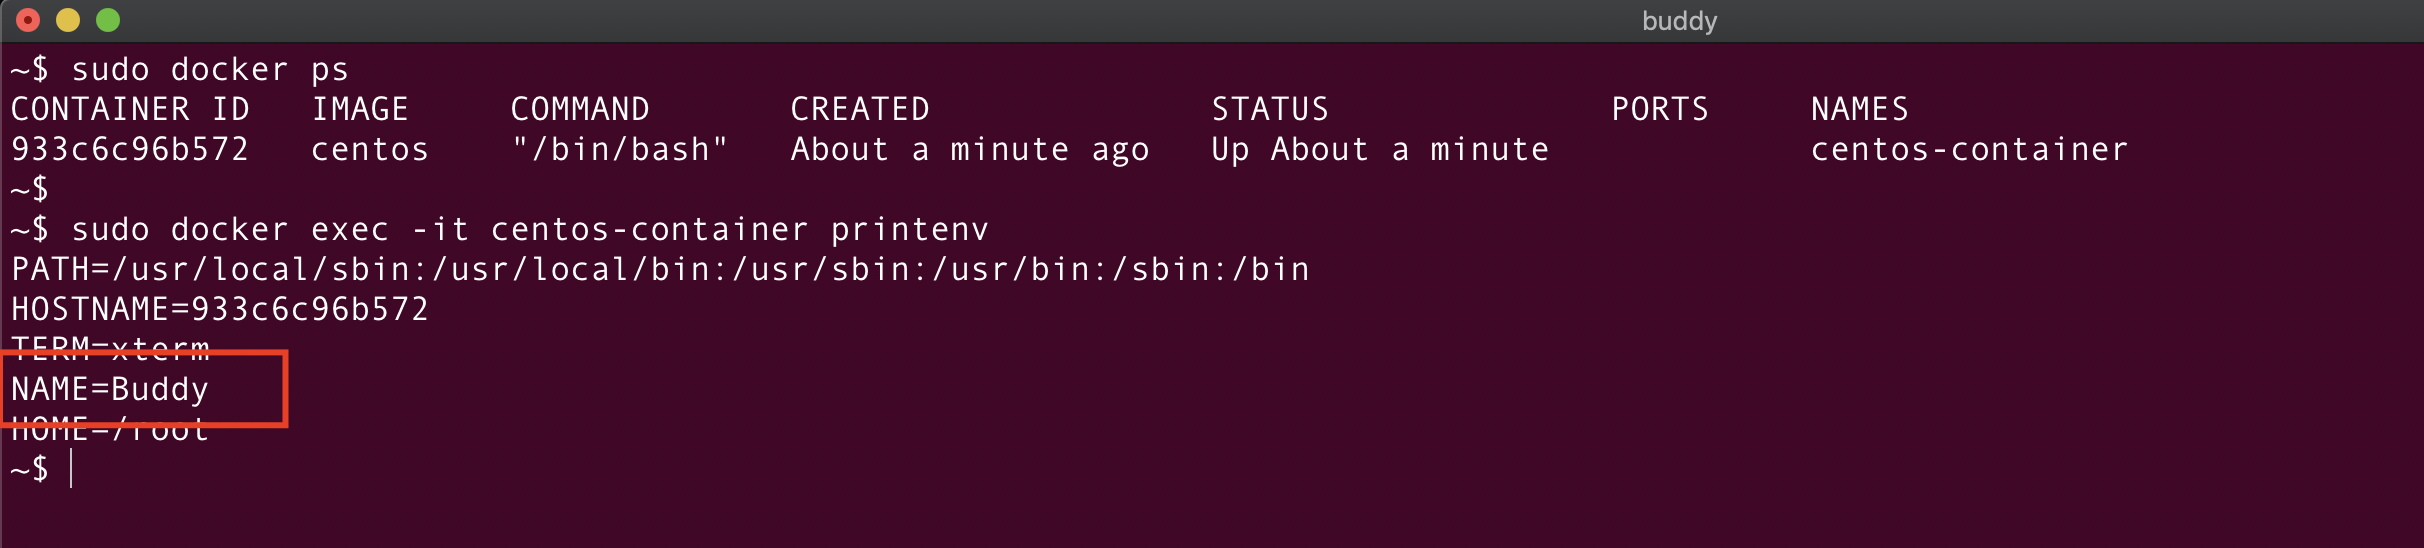 buddy
~$ sudo docker ps
CONTAINER ID   IMAGE     COMMAND       CREATED              STATUS              PORTS     NAMES
933c6c96b572   centos    "/bin/bash"   About a minute ago   Up About a minute             centos-container
~$
~$ sudo docker exec -it centos-container printenv
PATH=/usr/local/sbin:/usr/local/bin:/usr/sbin:/usr/bin:/sbin:/bin
HOSTNAME=933c6c96b572
TERM=xterm
NAME=Buddy
HOME=/root
~$